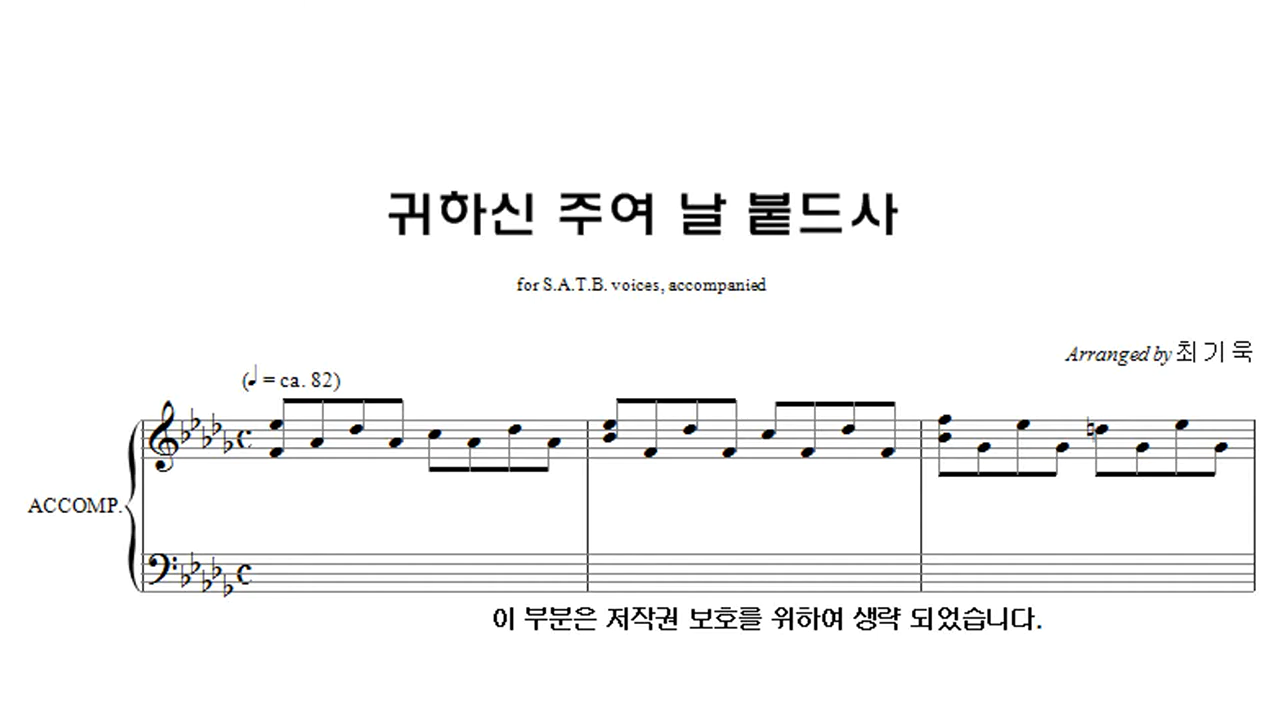 귀하신 주여 날 붙드사
for S.A.T.B. voices, accompanied
Arranged by 최기욱
(♩ = ca. 82)
ACCOMP.
이 부분은 저작권 보호를 위하여 생략 되었습니다.